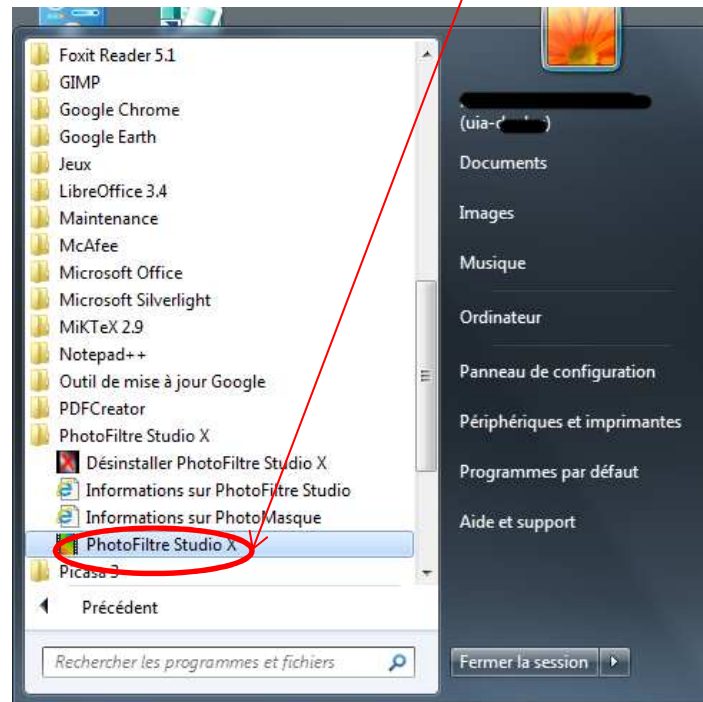 Foxit Reader 5.1
GIMP
Google Chrome
Google Earth
Jeux
LibreOffice 3.4
Maintenance
McAfee
Microsoft Office
Microsoft Silverlight
MiKTeX 2.9
Notepad++
Outil de mise à jour Google
PDFCreator
PhotoFiltre Studio X
Désinstaller PhotoFiltre Studio X
Informations sur PhotoFiltre Studio
Informations sur PhotoMasque
PhotoFiltre Studio X
Picasa 3
Précédent
Rechercher les programmes et fichiers
(uia-
Documents
Images
Musique
Ordinateur
Panneau de configuration
Périphériques et imprimantes
Programmes par défaut
Aide et support
Fermer la session